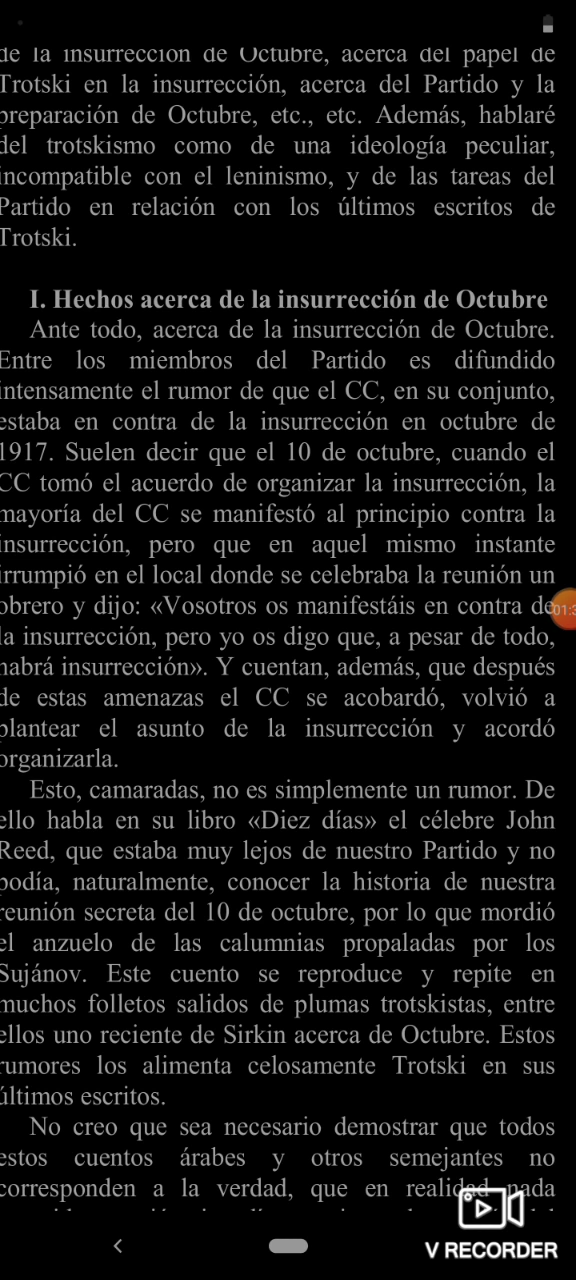 de la insurrección de Octubre, acerca del papel de
Trotski en la insurrección, acerca del Partido y la
preparación de Octubre, etc., etc. Además, hablaré
del trotskismo como de una ideología peculiar,
incompatible con el leninismo, y de las tareas del
Partido en relación con los últimos escritos de
Trotski.
I. Hechos acerca de la insurrección de Octubre
Ante todo, acerca de la insurrección de Octubre.
Entre los miembros del Partido es difundido
intensamente el rumor de que el CC, en su conjunto,
estaba en contra de la insurrección en octubre de
1917. Suelen decir que el 10 de octubre, cuando el
CC tomó el acuerdo de organizar la insurrección, la
mayoría del CC se manifestó al principio contra la
insurrección, pero que en aquel mismo instante
irrumpió en el local donde se celebraba la reunión un
obrero y dijo: «Vosotros os manifestáis en contra de
la insurrección, pero yo os digo que, a pesar de todo,
habrá insurrección». Y cuentan, además, que después
de estas amenazas el CC se acobardó, volvió a
plantear el asunto de la insurrección y acordó
organizarla.
Esto, camaradas, no es simplemente un rumor. De
ello habla en su libro «Diez días» el célebre John
Reed, que estaba muy lejos de nuestro Partido y no
podía, naturalmente, conocer la historia de nuestra
reunión secreta del 10 de octubre, por lo que mordió
el anzuelo de las calumnias propaladas por los
Sujánov. Este cuento se reproduce y repite en
muchos folletos salidos de plumas trotskistas, entre
ellos uno reciente de Sirkin acerca de Octubre. Estos
rumores los alimenta celosamente Trotski en sus
últimos escritos.
No creo que sea necesario demostrar que todos
estos cuentos árabes y otros semejantes no
corresponden a la verdad, que en realidad nada
V RECORDER